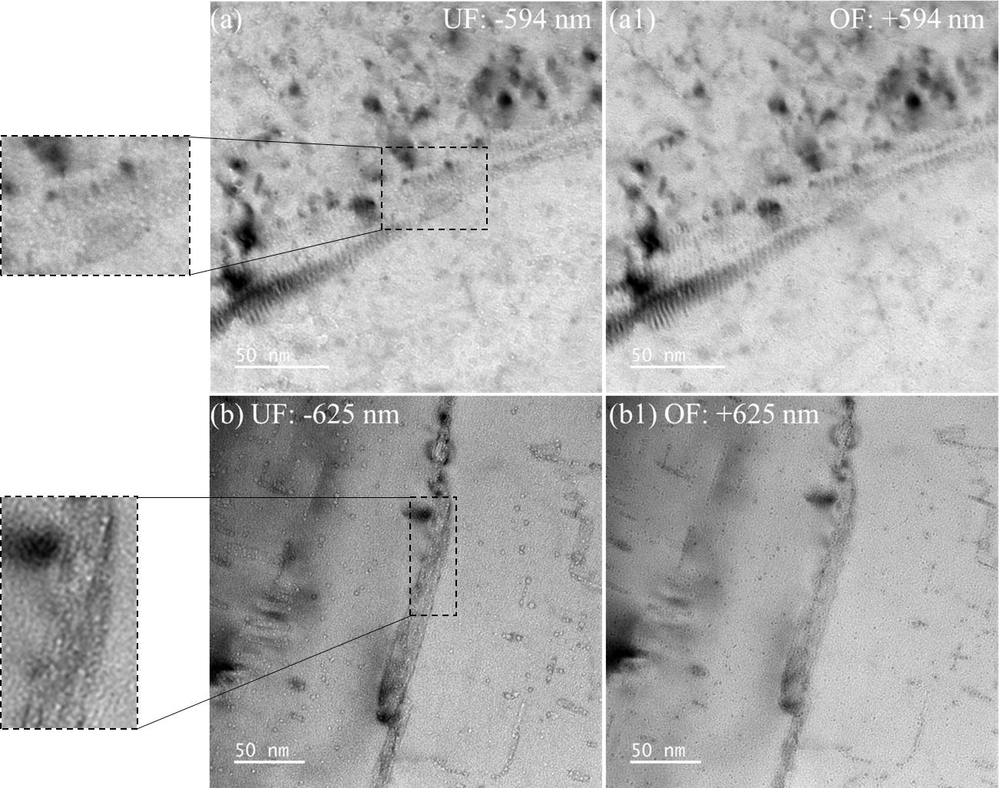 (a) UF: -594 nm
(a1) OF: +594 nm
50 nm
50 nm
(b) UF: -625 nm
(b1) OF: +625 nm
50 nm
50 nm